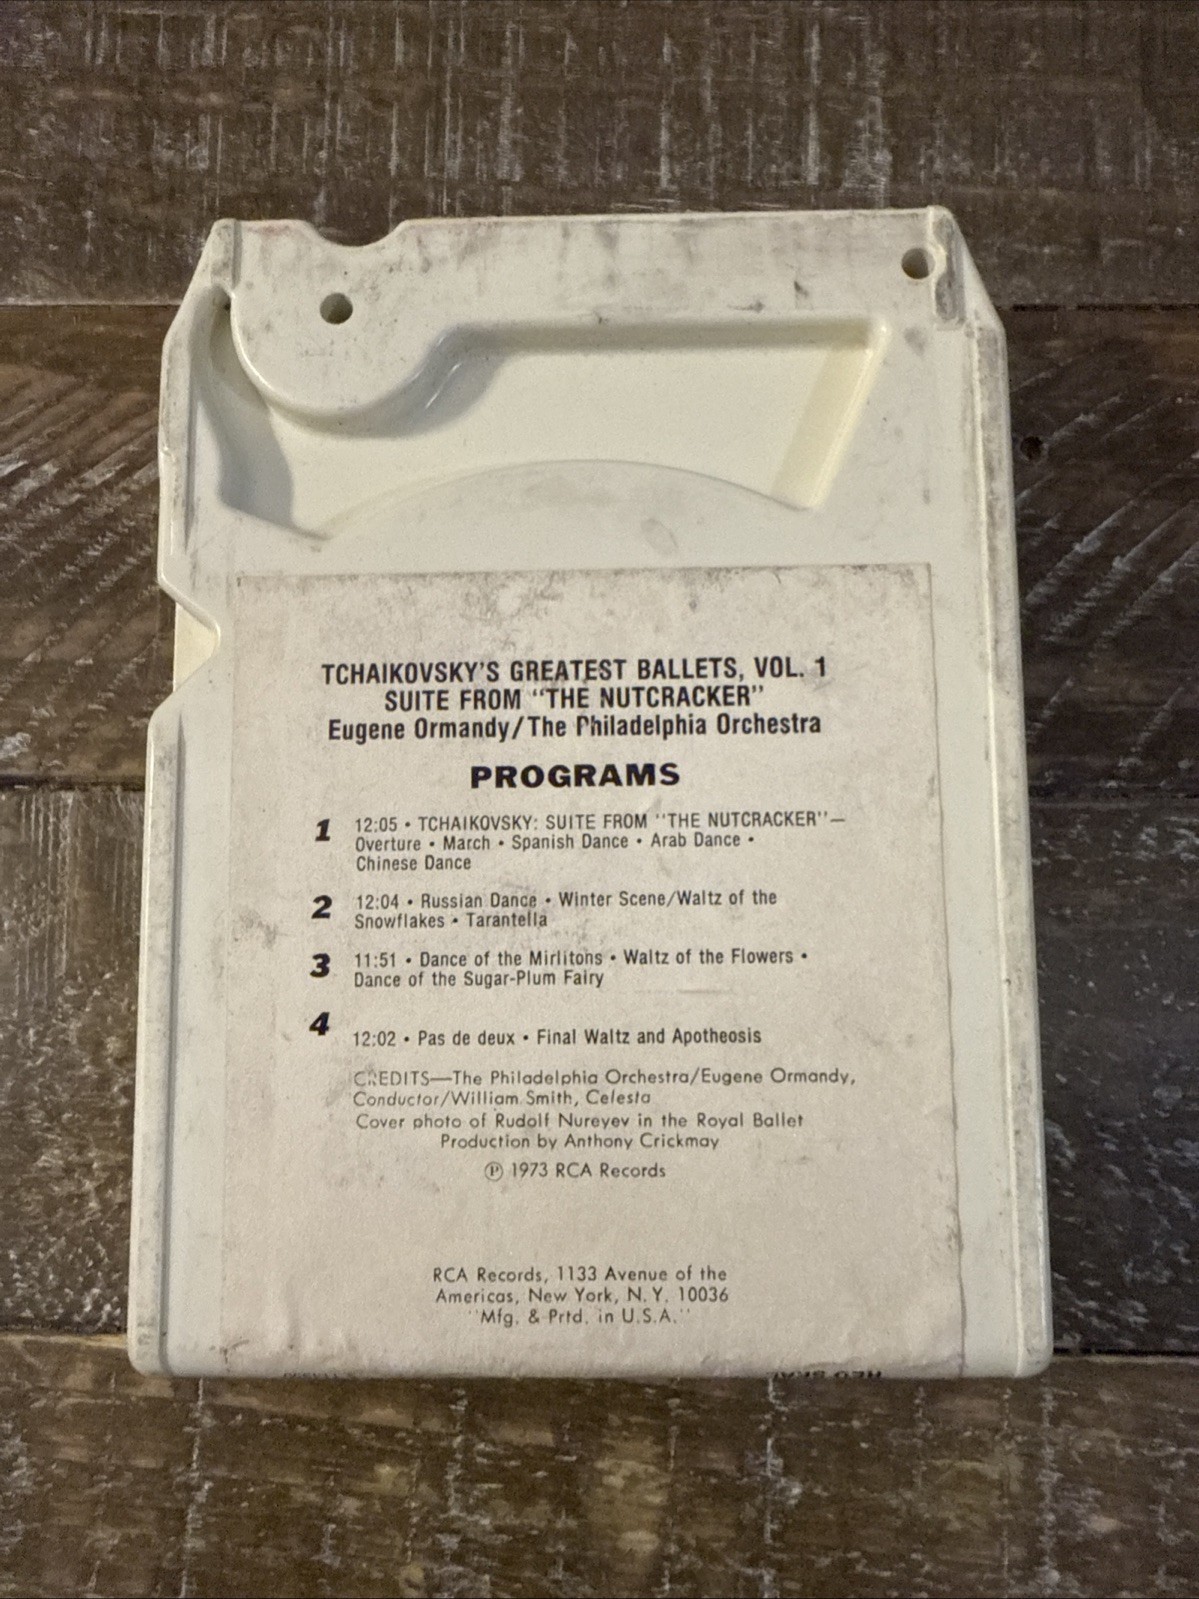 TCHAIKOVSKY'S GREATEST BALLETS, VOL. 1
SUITE FROM "THE NUTCRACKER"
Eugene Ormandy/The Philadelphia Orchestra
PROGRAMS
1 12:05 • TCHAIKOVSKY: SUITE FROM "THE NUTCRACKER"—
Overture • March • Spanish Dance • Arab Dance •
Chinese Dance
2 12:04 • Russian Dance • Winter Scene/Waltz of the
Snowflakes • Tarantella
3 11:51 • Dance of the Mirlitons • Waltz of the Flowers •
Dance of the Sugar-Plum Fairy
4 12:02 • Pas de deux • Final Waltz and Apotheosis
CREDITS—The Philadelphia Orchestra/Eugene Ormandy,
Conductor/William Smith, Celesta
Cover photo of Rudolf Nureyev in the Royal Ballet
Production by Anthony Crickmay
℗ 1973 RCA Records
RCA Records, 1133 Avenue of the
Americas, New York, N.Y. 10036
"Mfg. & Prtd. in U.S.A."